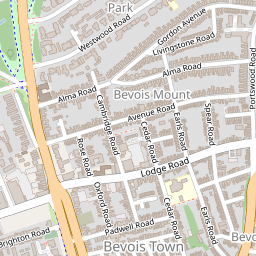 Park
Gordon Avenue
Westwood Road
Livingstone Road
Alma Road
Alma Road
Bevois Mount
Portswood Road
Cambridge Road
Avenue Road
Spear Road
Earls Road
Cedar Road
Rose Road
Lodge Road
Oxford Road
Cedar Road
Earls Road
Padwell Road
Brighton Road
Bevois Town
Bevo